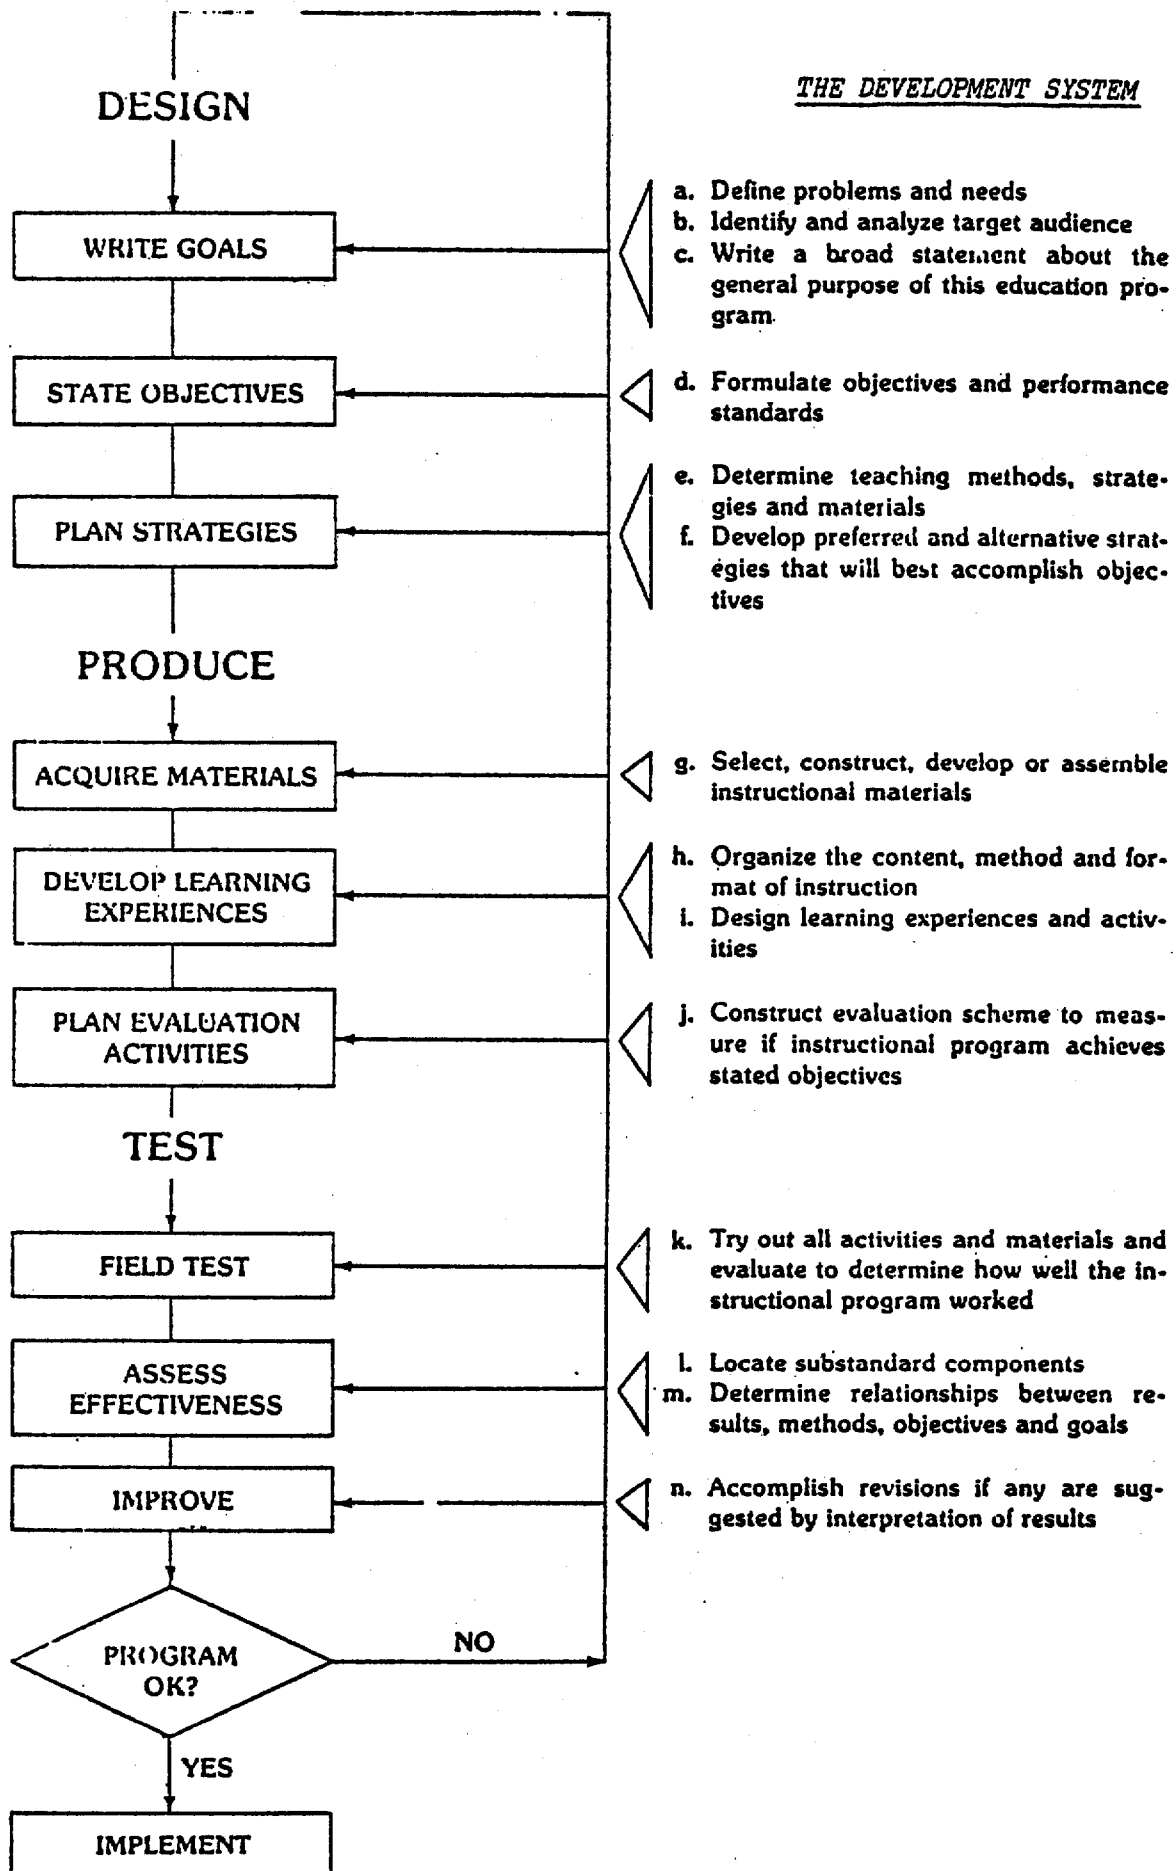 THE DEVELOPMENT SYSTEM
DESIGN
WRITE GOALS
a. Define problems and needs
b. Identify and analyze target audience
c. Write a broad statement about the
general purpose of this education pro-
gram.
STATE OBJECTIVES
d. Formulate objectives and performance
standards
PLAN STRATEGIES
e. Determine teaching methods, strate-
gies and materials
f. Develop preferred and alternative strat-
egies that will best accomplish objec-
tives
PRODUCE
ACQUIRE MATERIALS
g. Select, construct, develop or assemble
instructional materials
DEVELOP LEARNING
EXPERIENCES
h. Organize the content, method and for-
mat of instruction
i. Design learning experiences and activ-
ities
PLAN EVALUATION
ACTIVITIES
j. Construct evaluation scheme to meas-
ure if instructional program achieves
stated objectives
TEST
FIELD TEST
k. Try out all activities and materials and
evaluate to determine how well the in-
structional program worked
ASSESS
EFFECTIVENESS
l. Locate substandard components
m. Determine relationships between re-
sults, methods, objectives and goals
IMPROVE
n. Accomplish revisions if any are sug-
gested by interpretation of results
PROGRAM
OK?
NO
YES
IMPLEMENT